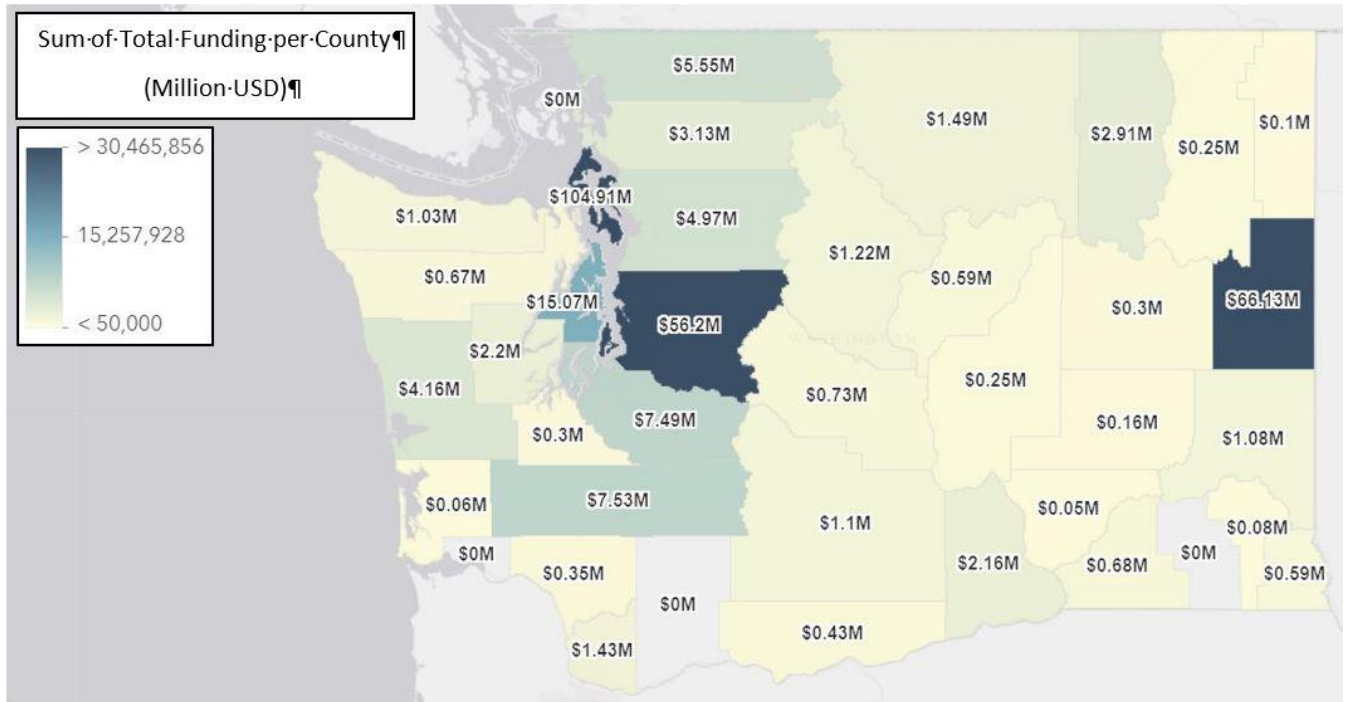 Sum·of·Total·Funding·per·County¶
(Million·USD)¶
> 30,465,856
15,257,928
< 50,000
$5.55M
$0M
$1.49M
$0.1M
$3.13M
$2.91M
$0.25M
$104.91M
$1.03M
$4.97M
$1.22M
$0.67M
$0.59M
$15.07M
$66.13M
$0.3M
$56.2M
WASHINGTON
$2.2M
$0.25M
$4.16M
$0.73M
$7.49M
$0.16M
$0.3M
$1.08M
$7.53M
$0.06M
$0.05M
$1.1M
$0.08M
$0M
$0M
$2.16M
$0.68M
$0.35M
$0.59M
$0M
$0.43M
$1.43M